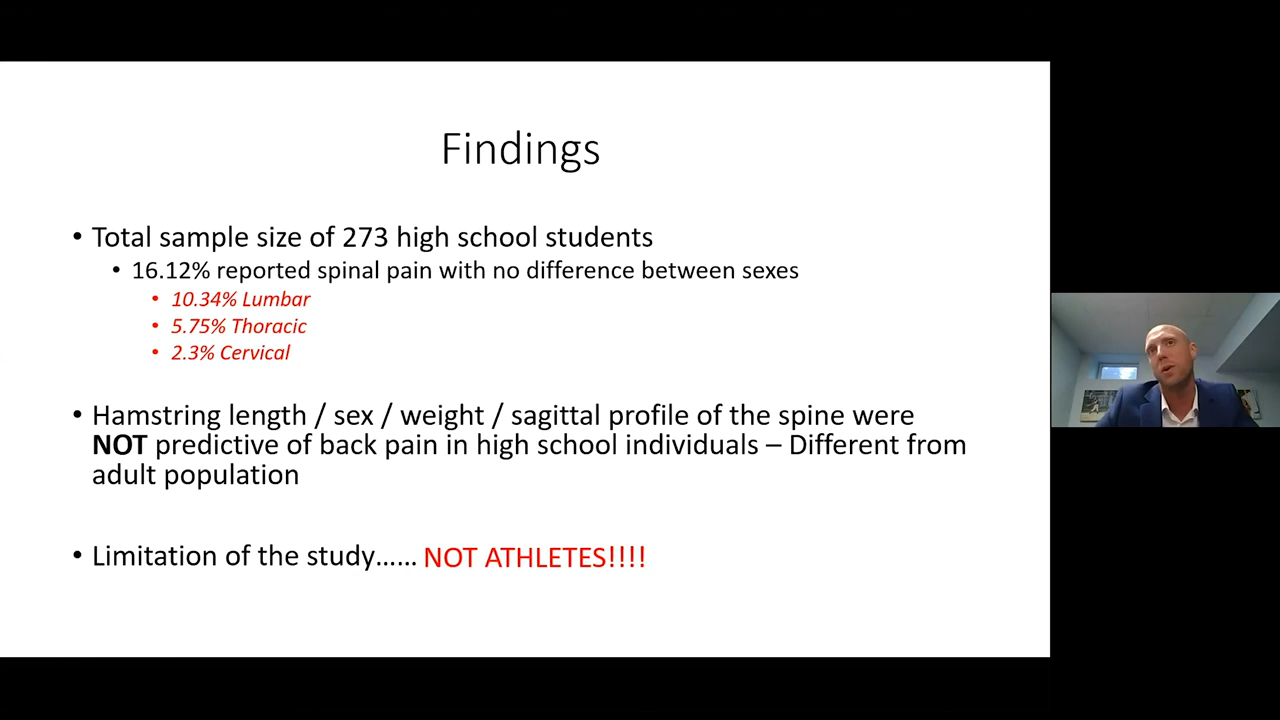 Findings
• Total sample size of 273 high school students
• 16.12% reported spinal pain with no difference between sexes
• 10.34% Lumbar
• 5.75% Thoracic
• 2.3% Cervical
• Hamstring length / sex / weight / sagittal profile of the spine were
NOT predictive of back pain in high school individuals – Different from
adult population
• Limitation of the study...... NOT ATHLETES!!!!